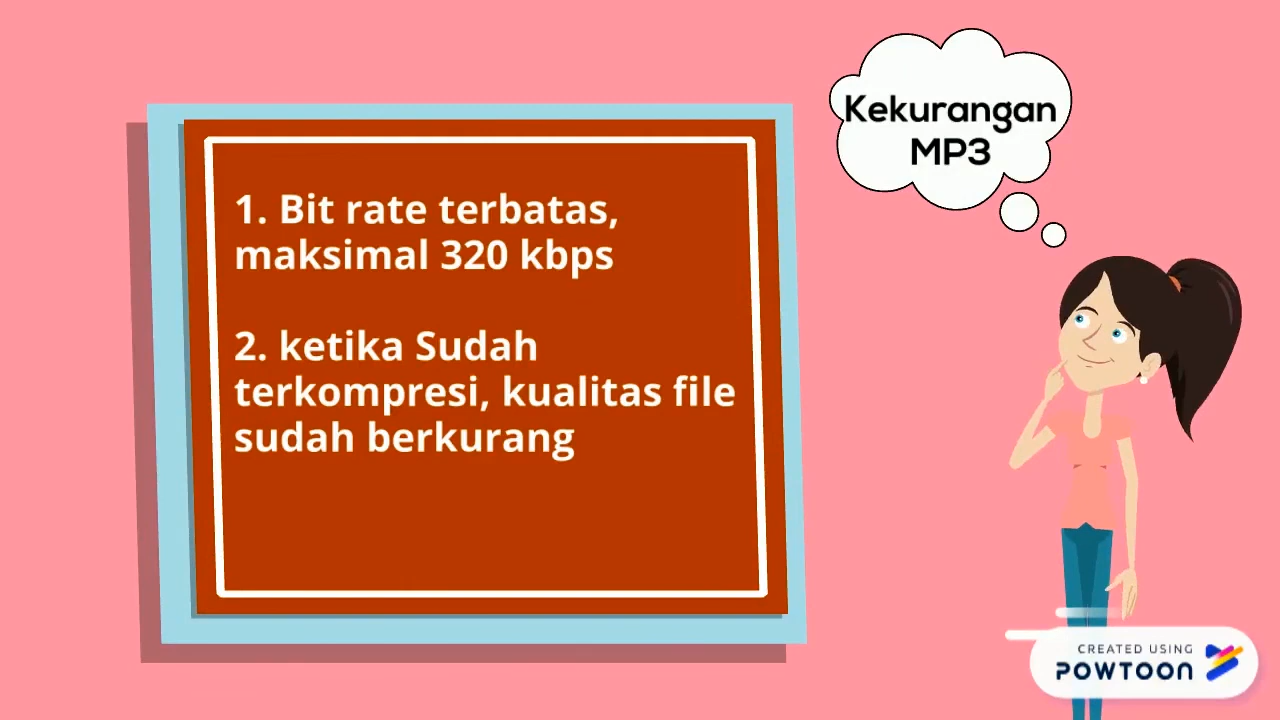 Kekurangan
MP3
1. Bit rate terbatas,
maksimal 320 kbps
2. ketika Sudah
terkompresi, kualitas file
sudah berkurang
CREATED USING
POWTOON